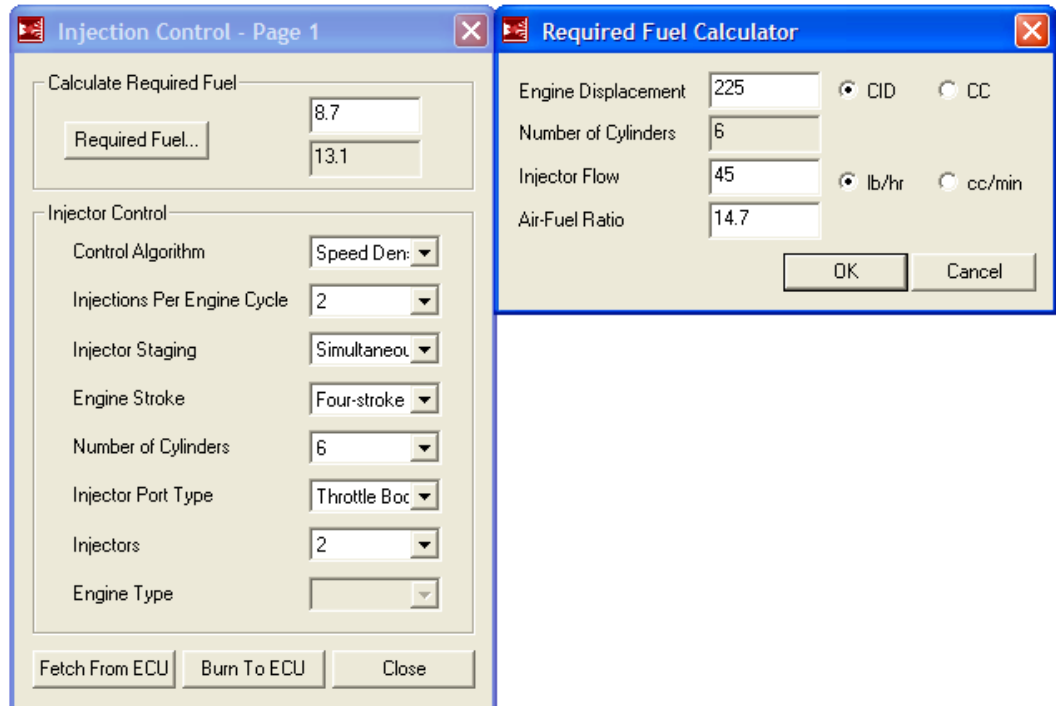 Injection Control - Page 1
Calculate Required Fuel
Required Fuel...
8.7
13.1
Injector Control
Control Algorithm Speed Den:
Injections Per Engine Cycle 2
Injector Staging Simultaneou
Engine Stroke Four-stroke
Number of Cylinders 6
Injector Port Type Throttle Boc
Injectors 2
Engine Type
Fetch From ECU Burn To ECU Close
Required Fuel Calculator
Engine Displacement 225 CID CC
Number of Cylinders 6
Injector Flow 45 lb/hr cc/min
Air-Fuel Ratio 14.7
OK Cancel